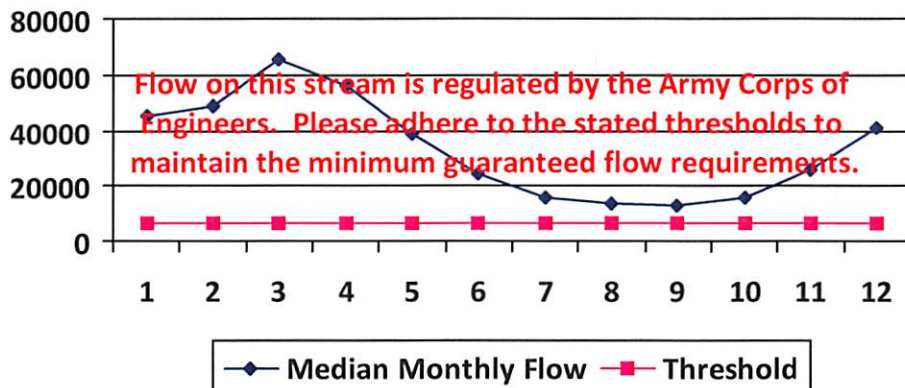 80000
60000
40000
20000
0
Flow on this stream is regulated by the Army Corps of
Engineers. Please adhere to the stated thresholds to
maintain the minimum guaranteed flow requirements.
1 2 3 4 5 6 7 8 9 10 11 12
Median Monthly Flow Threshold